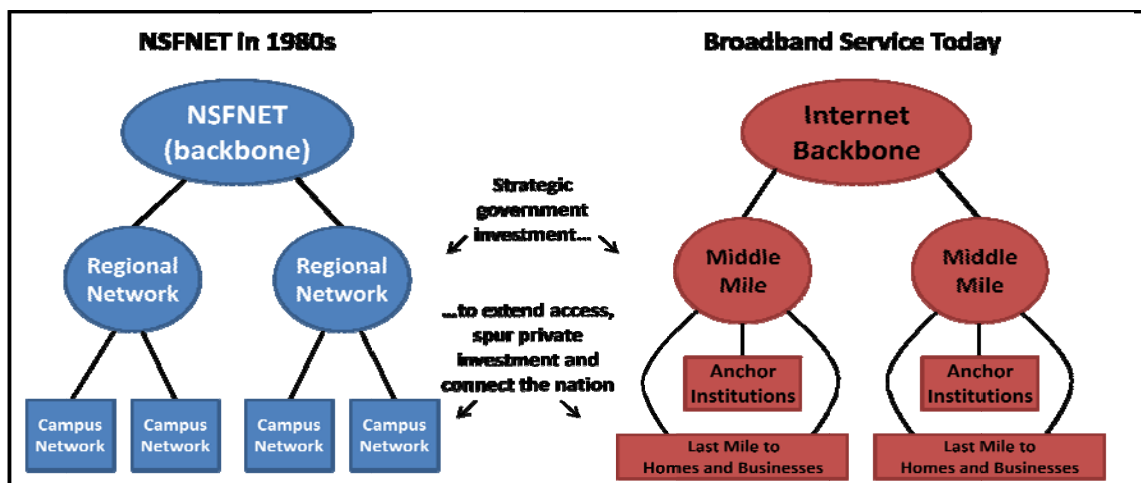 NSFNET in 1980s
NSFNET
(backbone)
Regional
Network
Regional
Network
Campus
Network
Campus
Network
Campus
Network
Campus
Network
Strategic
government
investment...
...to extend access,
spur private
investment and
connect the nation
Broadband Service Today
Internet
Backbone
Middle
Mile
Middle
Mile
Anchor
Institutions
Anchor
Institutions
Last Mile to
Homes and Businesses
Last Mile to
Homes and Businesses